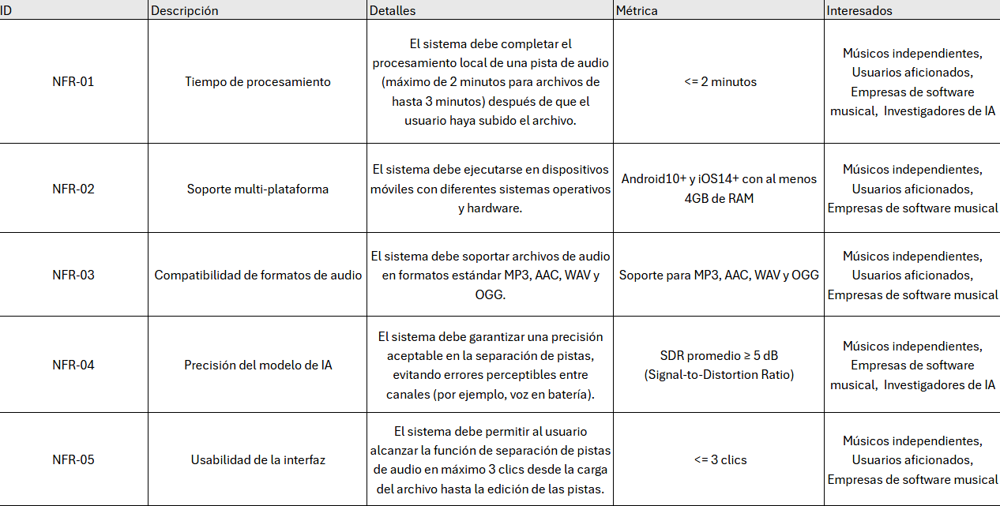 ID
Descripción
Detalles
Métrica
Interesados
NFR-01
Tiempo de procesamiento
El sistema debe completar el
procesamiento local de una pista de audio
(máximo de 2 minutos para archivos de
hasta 3 minutos) después de que el
usuario haya subido el archivo.
<= 2 minutos
Músicos independientes,
Usuarios aficionados,
Empresas de software
musical, Investigadores de IA
NFR-02
Soporte multi-plataforma
El sistema debe ejecutarse en dispositivos
móviles con diferentes sistemas operativos
y hardware.
Android10+ y iOS14+ con al menos
4GB de RAM
Músicos independientes,
Usuarios aficionados,
Empresas de software musical
NFR-03
Compatibilidad de formatos de audio
El sistema debe soportar archivos de audio
en formatos estándar MP3, AAC, WAV y
OGG.
Soporte para MP3, AAC, WAV y OGG
Músicos independientes,
Usuarios aficionados,
Empresas de software musical
NFR-04
Precisión del modelo de IA
El sistema debe garantizar una precisión
aceptable en la separación de pistas,
evitando errores perceptibles entre
canales (por ejemplo, voz en batería).
SDR promedio ≥ 5 dB
(Signal-to-Distortion Ratio)
Músicos independientes,
Empresas de software
musical, Investigadores de IA
NFR-05
Usabilidad de la interfaz
El sistema debe permitir al usuario
alcanzar la función de separación de pistas
de audio en máximo 3 clics desde la carga
del archivo hasta la edición de las pistas.
<= 3 clics
Músicos independientes,
Usuarios aficionados,
Empresas de software musical